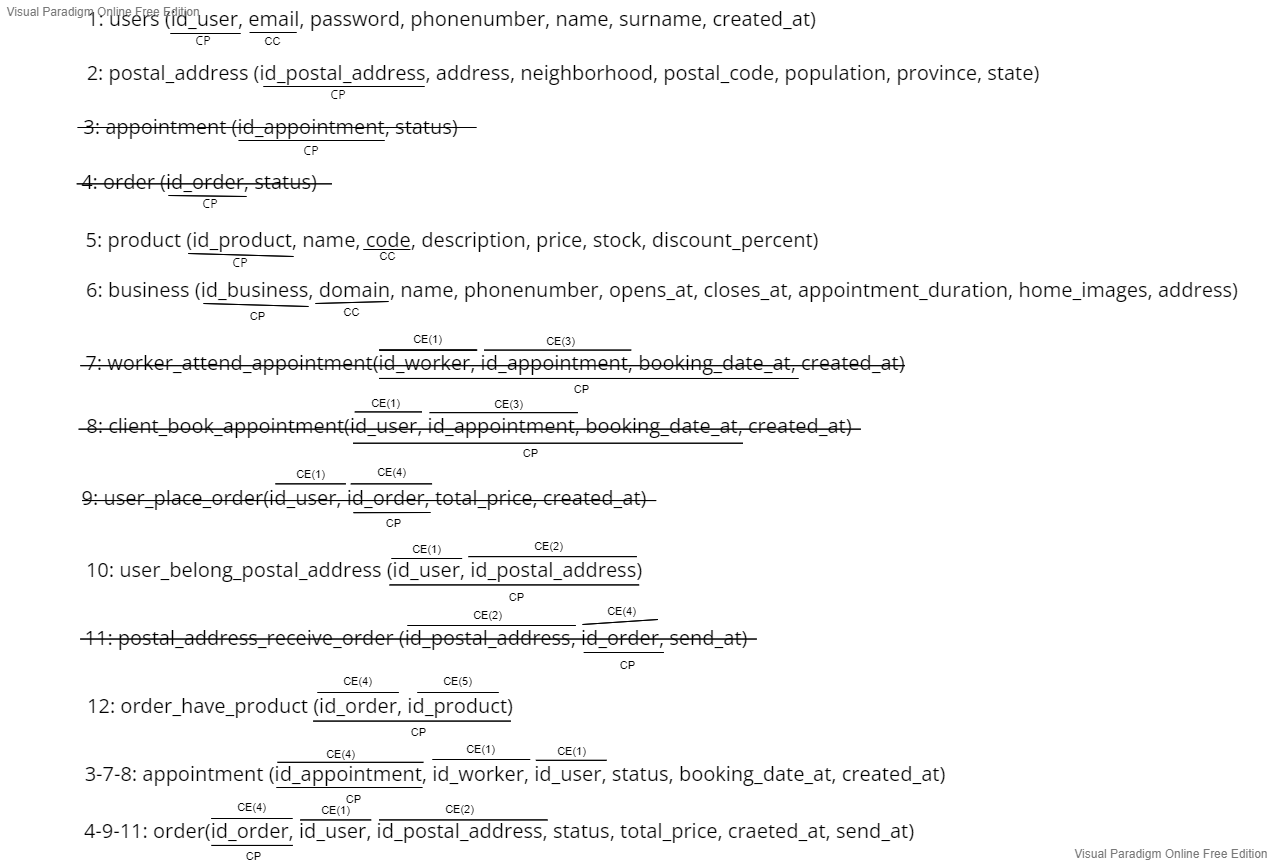 Visual Paradigm Online Free Edition
1: users (id_user, email, password, phonenumber, name, surname, created_at)
CP CC
2: postal_address (id_postal_address, address, neighborhood, postal_code, population, province, state)
CP
3: appointment (id_appointment, status)
CP
4: order (id_order, status)
CP
5: product (id_product, name, code, description, price, stock, discount_percent)
CP CC
6: business (id_business, domain, name, phonenumber, opens_at, closes_at, appointment_duration, home_images, address)
CP CC
CE(1) CE(3)
7: worker_attend_appointment(id_worker, id_appointment, booking_date_at, created_at)
CP
CE(1) CE(3)
8: client_book_appointment(id_user, id_appointment, booking_date_at, created_at)
CP
CE(1) CE(4)
9: user_place_order(id_user, id_order, total_price, created_at)
CP
CE(1) CE(2)
10: user_belong_postal_address (id_user, id_postal_address)
CP
CE(2) CE(4)
11: postal_address_receive_order (id_postal_address, id_order, send_at)
CP
CE(4) CE(5)
12: order_have_product (id_order, id_product)
CP
CE(4) CE(1) CE(1)
3-7-8: appointment (id_appointment, id_worker, id_user, status, booking_date_at, created_at)
CP
CE(4) CE(1) CE(2)
4-9-11: order(id_order, id_user, id_postal_address, status, total_price, craeted_at, send_at)
CP
Visual Paradigm Online Free Edition